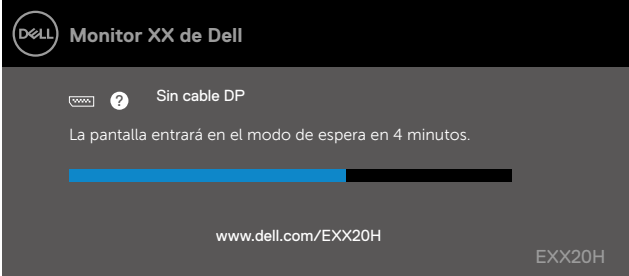 DELL
Monitor XX de Dell
? Sin cable DP
La pantalla entrará en el modo de espera en 4 minutos.
www.dell.com/EXX20H
EXX20H